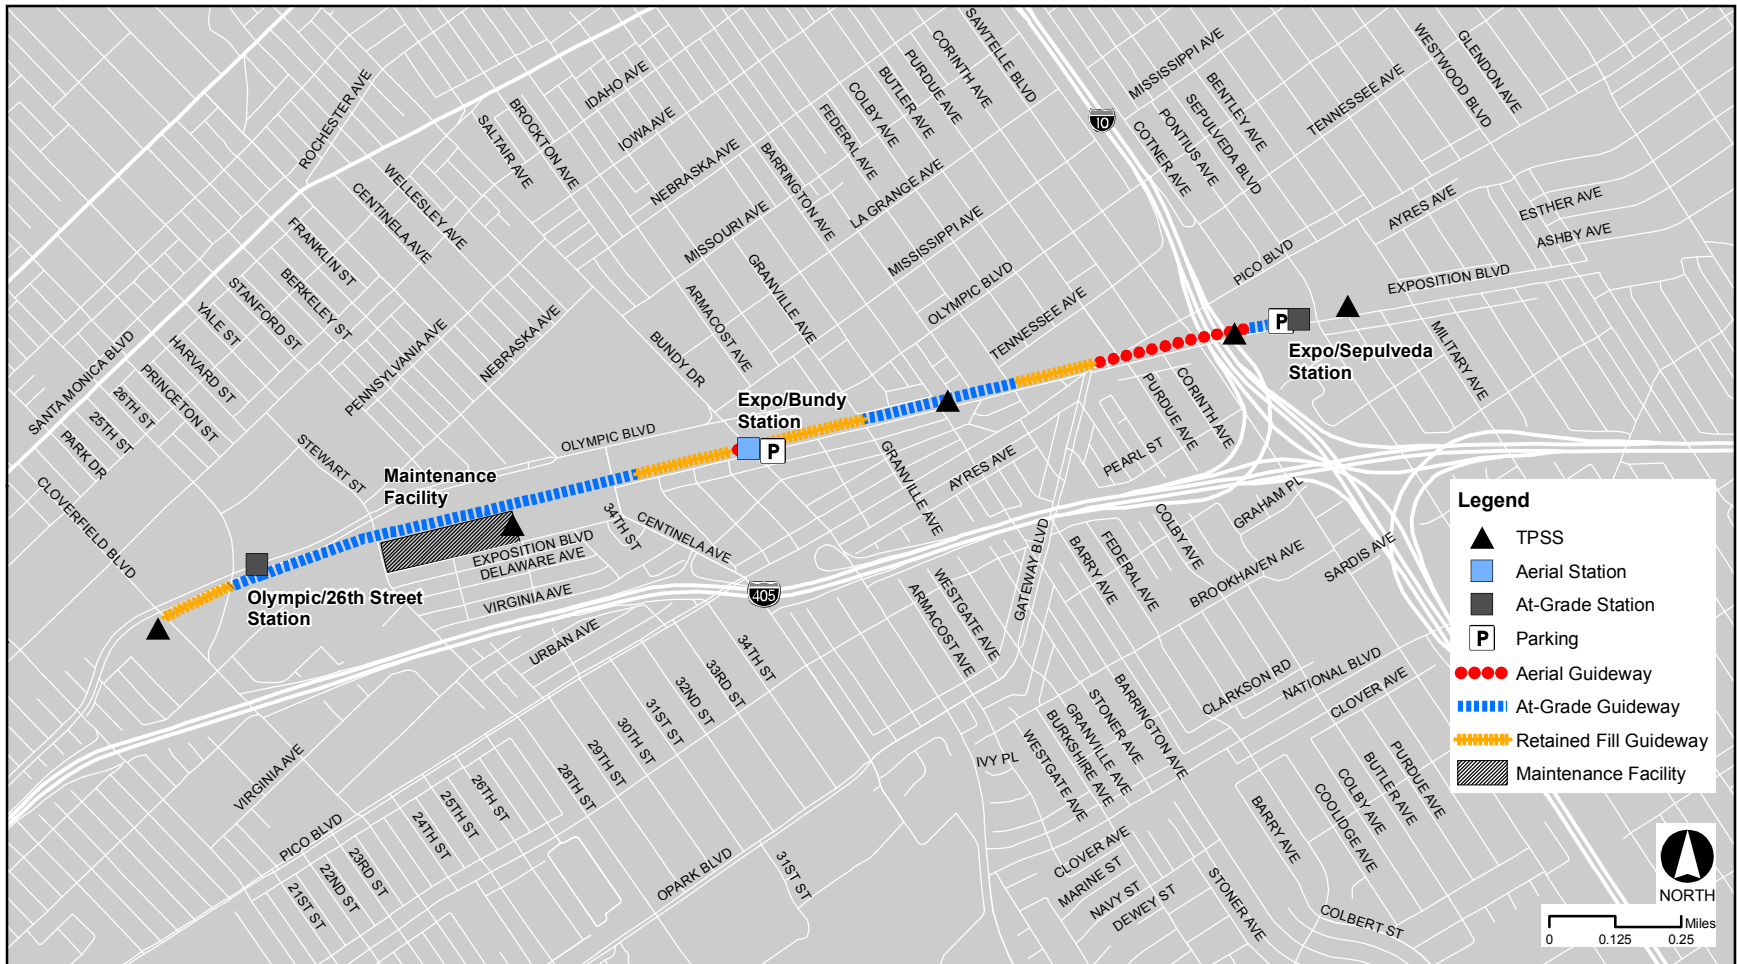 SAWTELLE BLVD
CORINTH AVE
PURDUE AVE
BUTLER AVE
COLBY AVE
FEDERAL AVE
MISSISSIPPI AVE
BENTLEY AVE
SEPULVEDA BLVD
PONTIUS AVE
COTNER AVE
TENNESSEE AVE
WESTWOOD BLVD
GLENDON AVE
10
ROCHESTER AVE
IDAHO AVE
IOWA AVE
BROCKTON AVE
SALTAIR AVE
NEBRASKA AVE
BARRINGTON AVE
LA GRANGE AVE
MISSOURI AVE
MISSISSIPPI AVE
WELLESLEY AVE
CENTINELA AVE
FRANKLIN ST
BERKELEY ST
STANFORD ST
YALE ST
HARVARD ST
PRINCETON ST
26TH ST
25TH ST
PARK DR
SANTA MONICA BLVD
PENNSYLVANIA AVE
NEBRASKA AVE
BUNDY DR
ARMACOST AVE
GRANVILLE AVE
OLYMPIC BLVD
TENNESSEE AVE
PICO BLVD
AYRES AVE
ESTHER AVE
ASHBY AVE
EXPOSITION BLVD
MILITARY AVE
P
Expo/Sepulveda
Station
Expo/Bundy
Station
P
OLYMPIC BLVD
STEWART ST
CLOVERFIELD BLVD
Maintenance
Facility
Olympic/26th Street
Station
EXPOSITION BLVD
DELAWARE AVE
VIRGINIA AVE
34TH ST
CENTINELA AVE
GRANVILLE AVE
AYRES AVE
PURDUE AVE
CORINTH AVE
PEARL ST
COLBY AVE
GRAHAM PL
SARDIS AVE
BROOKHAVEN AVE
FEDERAL AVE
BARRY AVE
GATEWAY BLVD
WESTGATE AVE
ARMACOST AVE
405
URBAN AVE
34TH ST
33RD ST
32ND ST
31ST ST
30TH ST
29TH ST
28TH ST
26TH ST
25TH ST
24TH ST
23RD ST
22ND ST
21ST ST
VIRGINIA AVE
PICO BLVD
OPARK BLVD
31ST ST
IVY PL
WESTGATE AVE
BURKSHIRE AVE
GRANVILLE AVE
STONER AVE
BARRINGTON AVE
CLARKSON RD
NATIONAL BLVD
CLOVER AVE
PURDUE AVE
BUTLER AVE
COLBY AVE
COOLIDGE AVE
BARRY AVE
CLOVER AVE
MARINE ST
NAVY ST
DEWEY ST
STONER AVE
COLBERT ST
Legend
TPSS
Aerial Station
At-Grade Station
P Parking
Aerial Guideway
At-Grade Guideway
Retained Fill Guideway
Maintenance Facility
NORTH
Miles
0 0.125 0.25